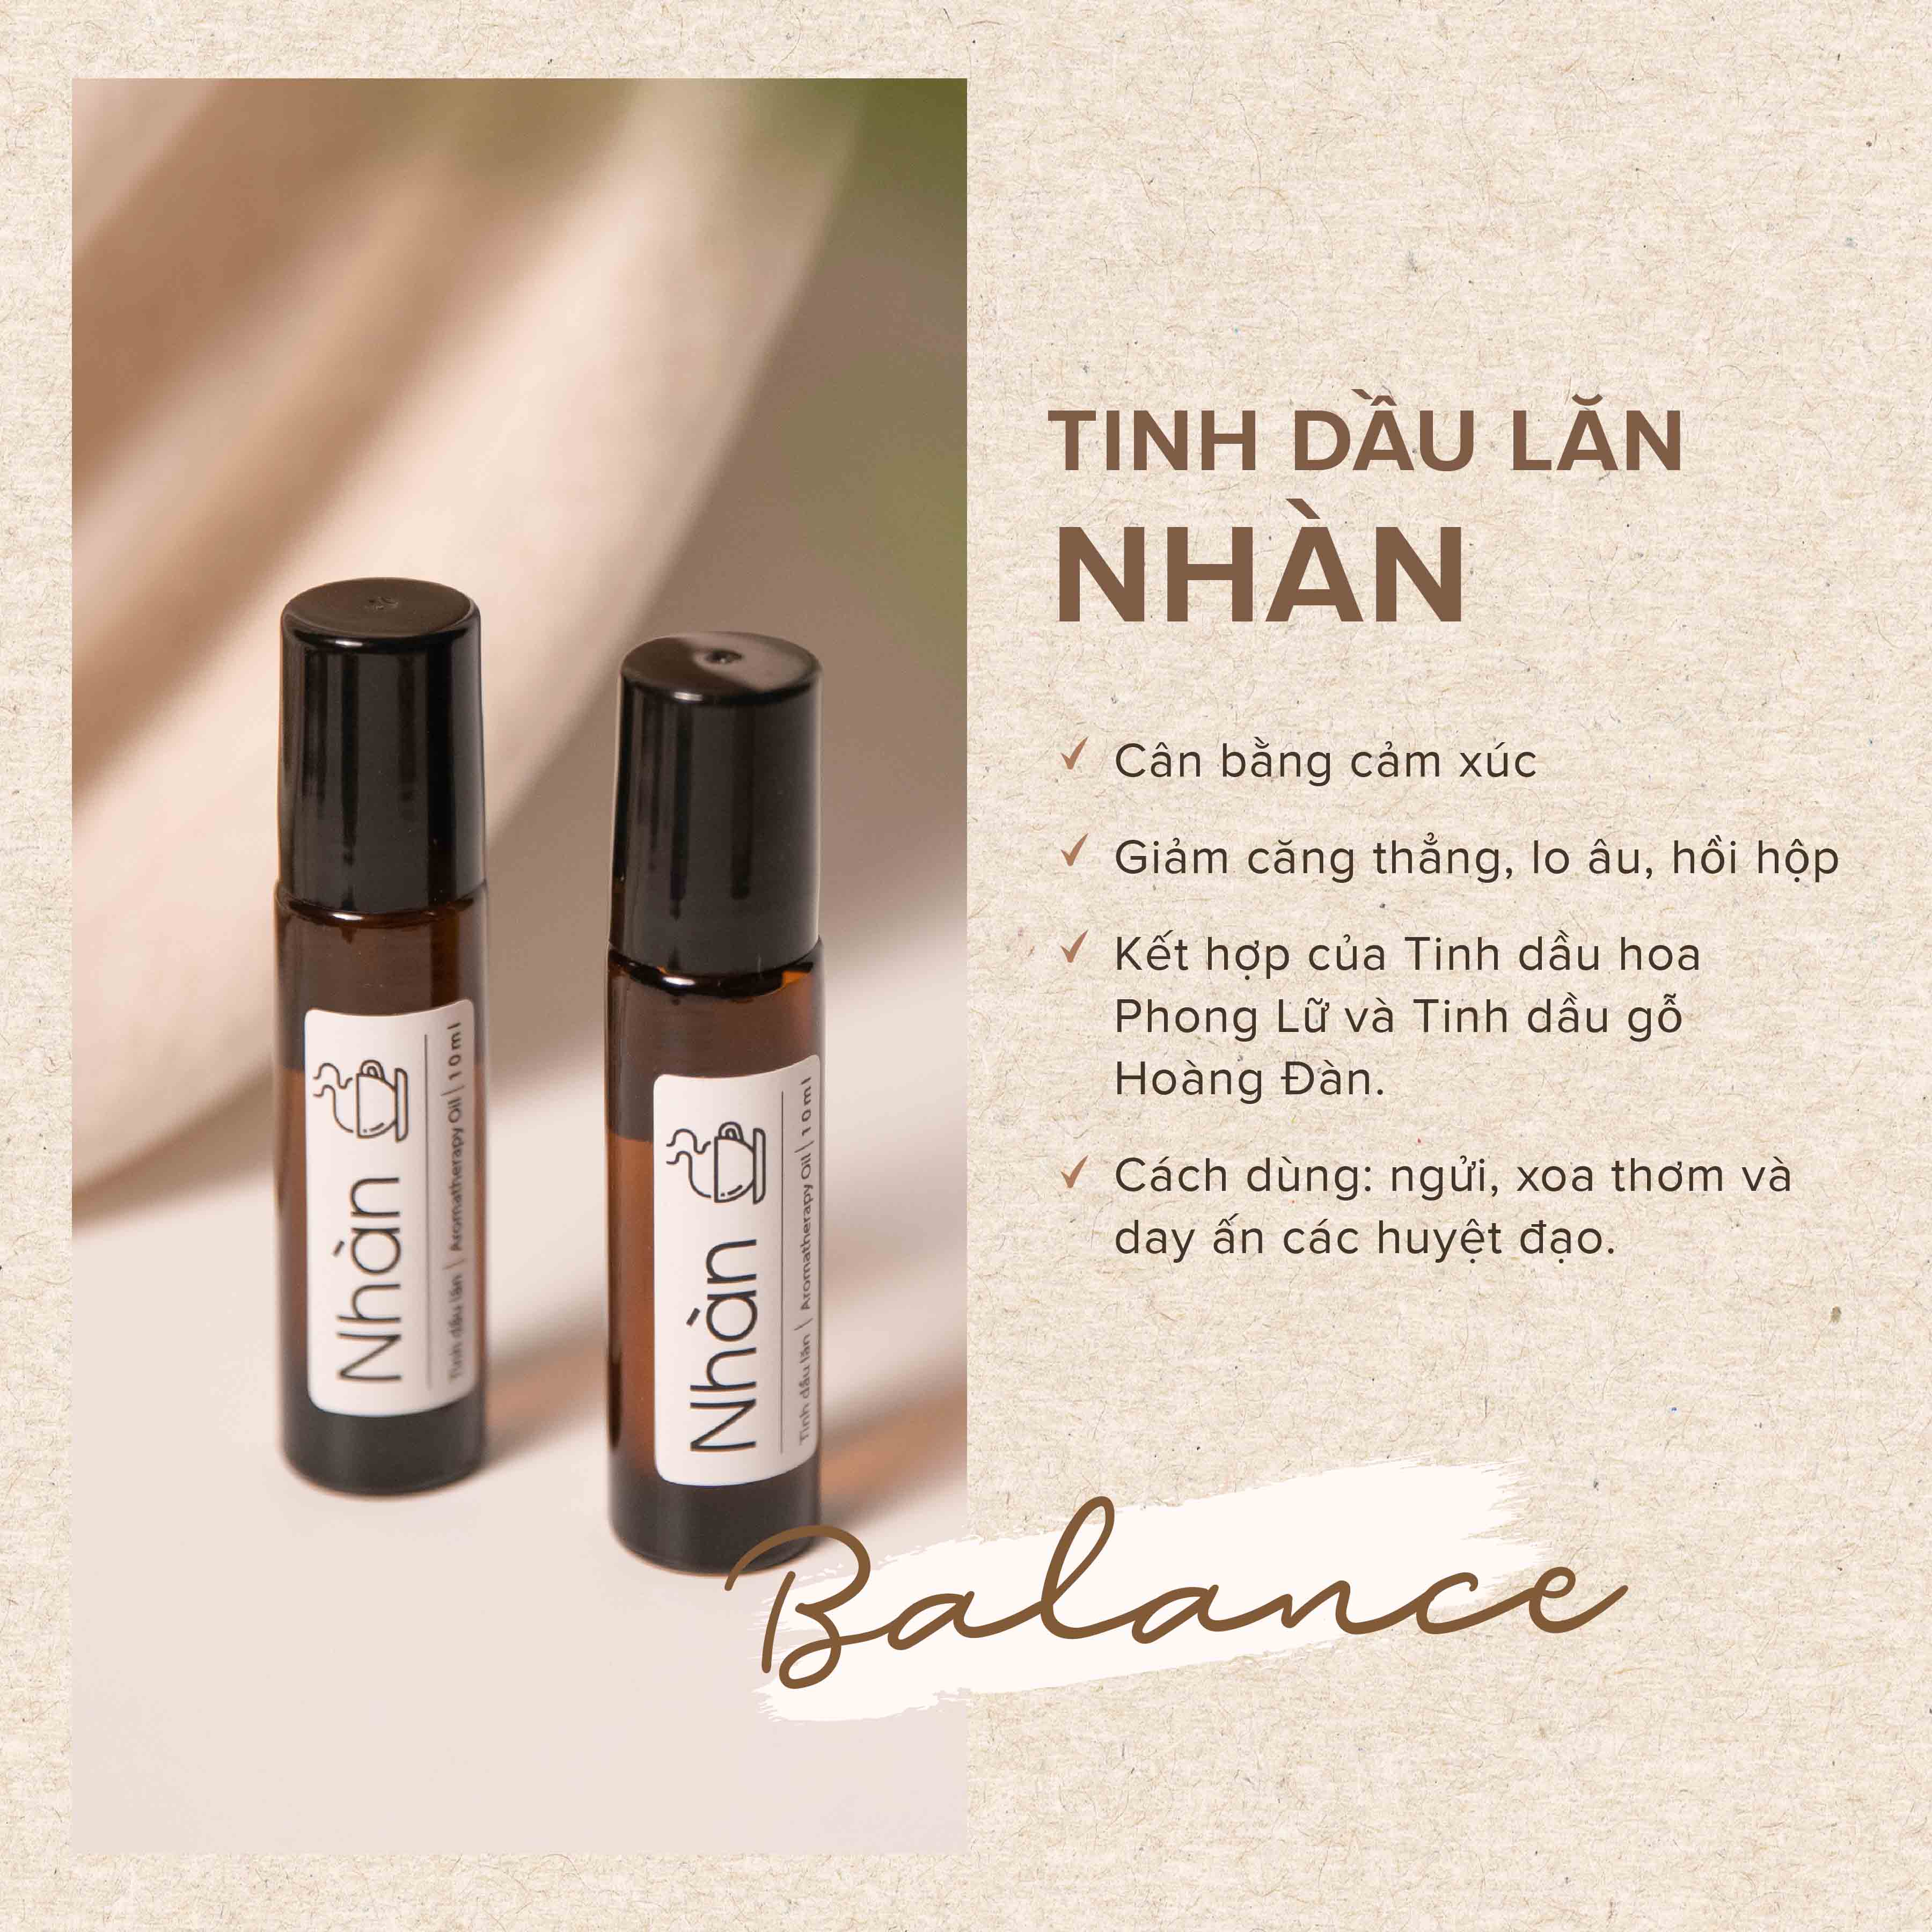 TINH DẦU LĂN
NHÀN
Cân bằng cảm xúc
Giảm căng thẳng, lo âu, hồi hộp
Kết hợp của Tinh dầu hoa
Phong Lữ và Tinh dầu gỗ
Hoàng Đàn.
Cách dùng: ngửi, xoa thơm và
day ấn các huyệt đạo.
Nhàn
Tinh dầu lăn | Aromatherapy Oil | 10 ml
Nhàn
Tinh dầu lăn | Aromatherapy Oil | 10 ml
Balance